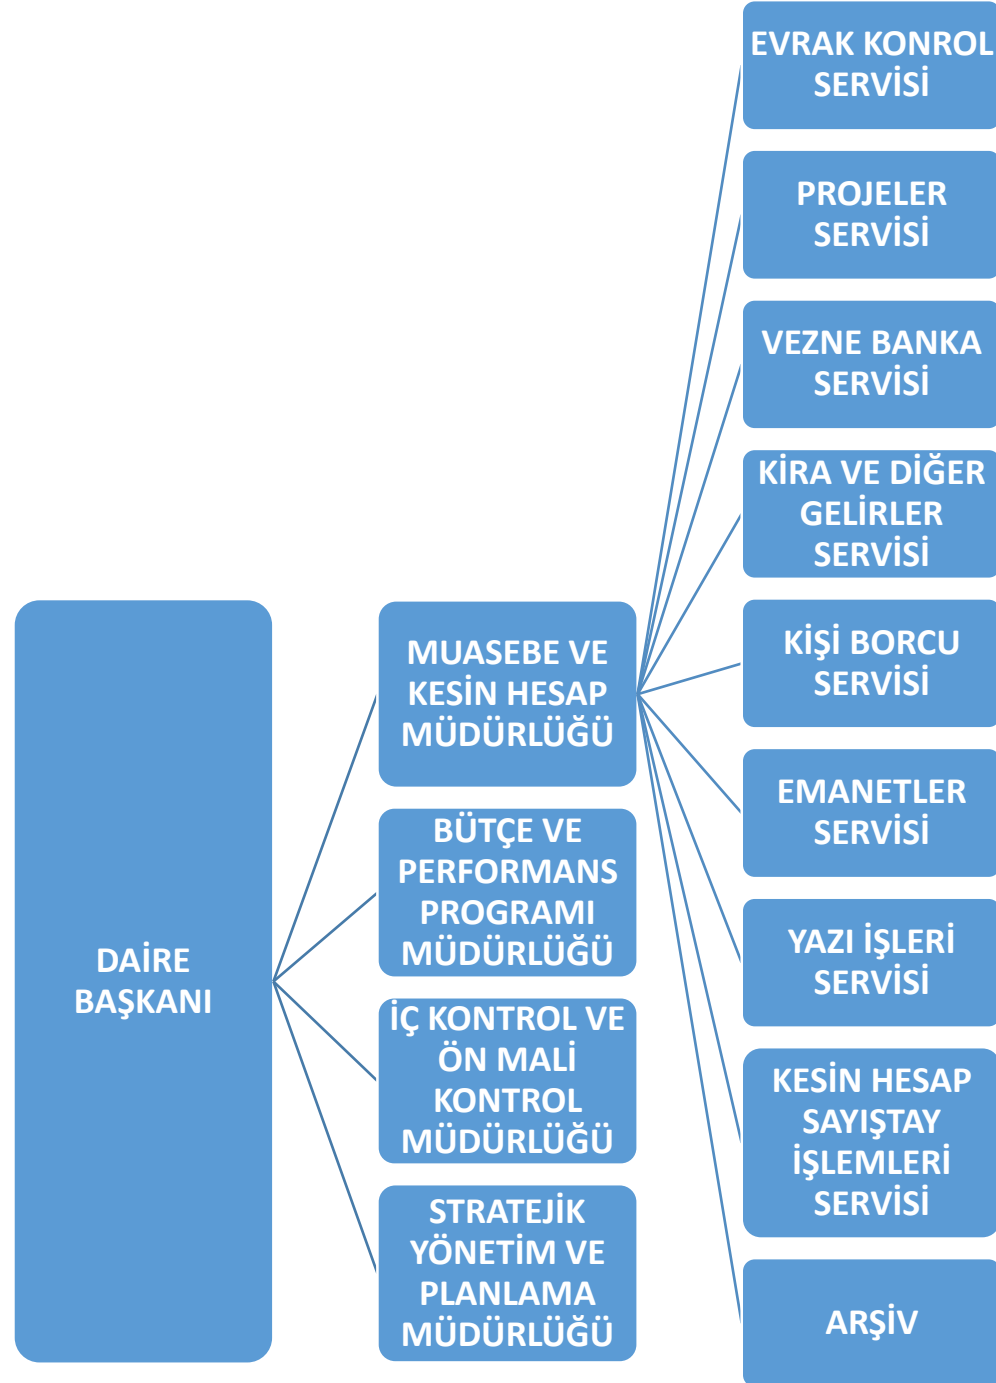 DAİRE
BAŞKANI
MUASEBE VE
KESİN HESAP
MÜDÜRLÜĞÜ
BÜTÇE VE
PERFORMANS
PROGRAMI
MÜDÜRLÜĞÜ
İÇ KONTROL VE
ÖN MALİ
KONTROL
MÜDÜRLÜĞÜ
STRATEJİK
YÖNETİM VE
PLANLAMA
MÜDÜRLÜĞÜ
EVRAK KONROL
SERVİSİ
PROJELER
SERVİSİ
VEZNE BANKA
SERVİSİ
KİRA VE DİĞER
GELİRLER
SERVİSİ
KİŞİ BORCU
SERVİSİ
EMANETLER
SERVİSİ
YAZI İŞLERİ
SERVİSİ
KESİN HESAP
SAYIŞTAY
İŞLEMLERİ
SERVİSİ
ARŞİV